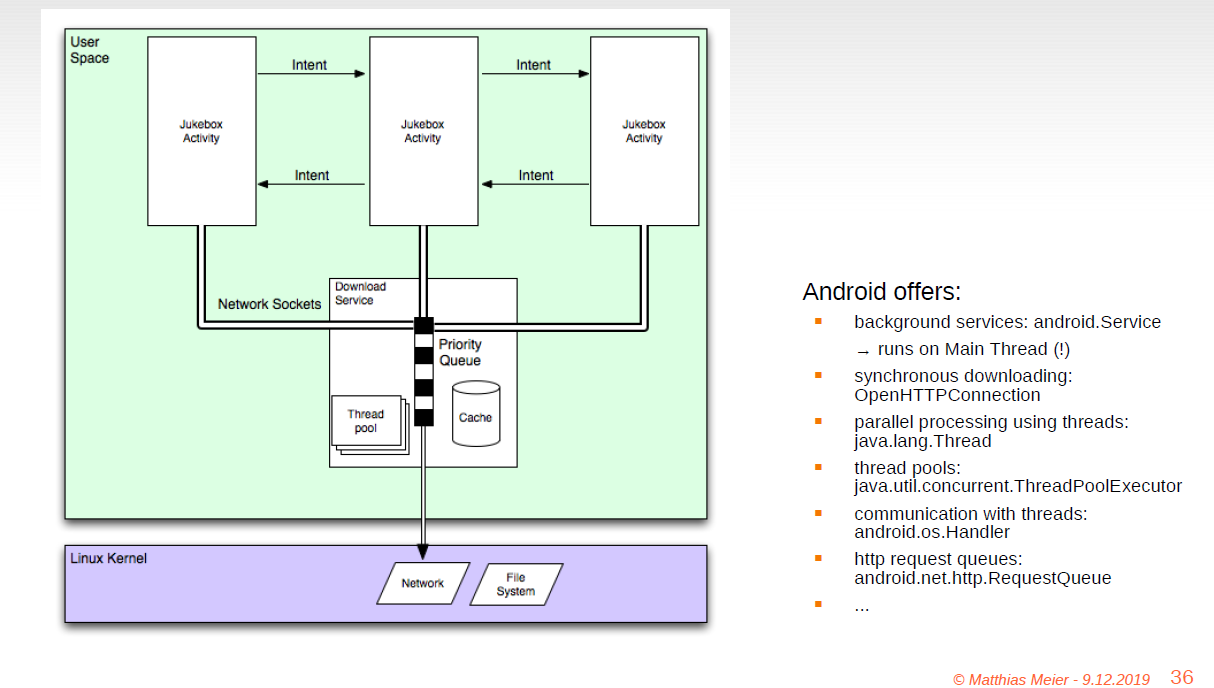 User
Space
Jukebox
Activity
Intent
Intent
Jukebox
Activity
Intent
Intent
Jukebox
Activity
Network Sockets
Download
Service
Priority
Queue
Thread
pool
Cache
Linux Kernel
Network
File
System
Android offers:
background services: android.Service
→ runs on Main Thread (!)
synchronous downloading:
OpenHTTPConnection
parallel processing using threads:
java.lang.Thread
thread pools:
java.util.concurrent.ThreadPoolExecutor
communication with threads:
android.os.Handler
http request queues:
android.net.http.RequestQueue
...
© Matthias Meier - 9.12.2019 36